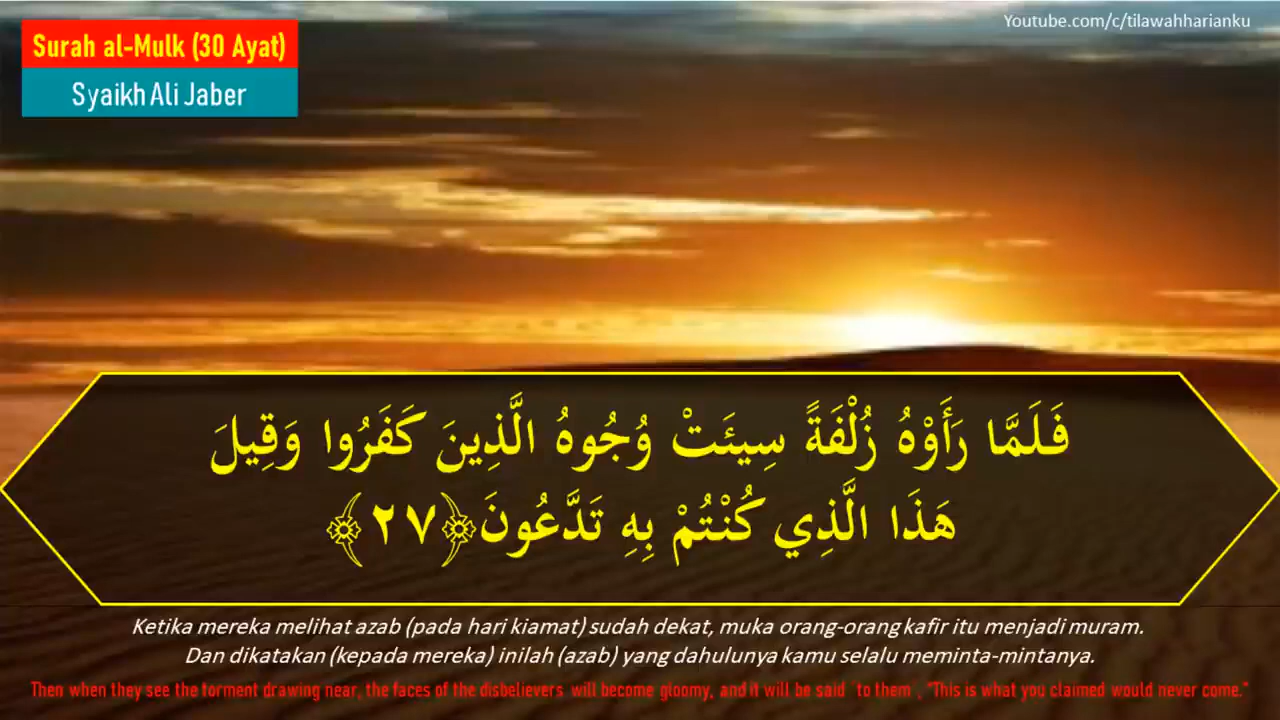 Surah al-Mulk (30 Ayat)
Syaikh Ali Jaber
Youtube.com/c/tilawahharianku
فَلَمَّا رَأَوْهُ زُلْفَةً سِيئَتْ وُجُوهُ الَّذِينَ كَفَرُوا وَقِيلَ
هَذَا الَّذِي كُنْتُمْ بِهِ تَدَّعُونَ ﴿٢٧﴾
Ketika mereka melihat azab (pada hari kiamat) sudah dekat, muka orang-orang kafir itu menjadi muram.
Dan dikatakan (kepada mereka) inilah (azab) yang dahulunya kamu selalu meminta-mintanya.
Then when they see the torment drawing near, the faces of the disbelievers will become gloomy, and it will be said ˹to them˺, "This is what you claimed would never come."